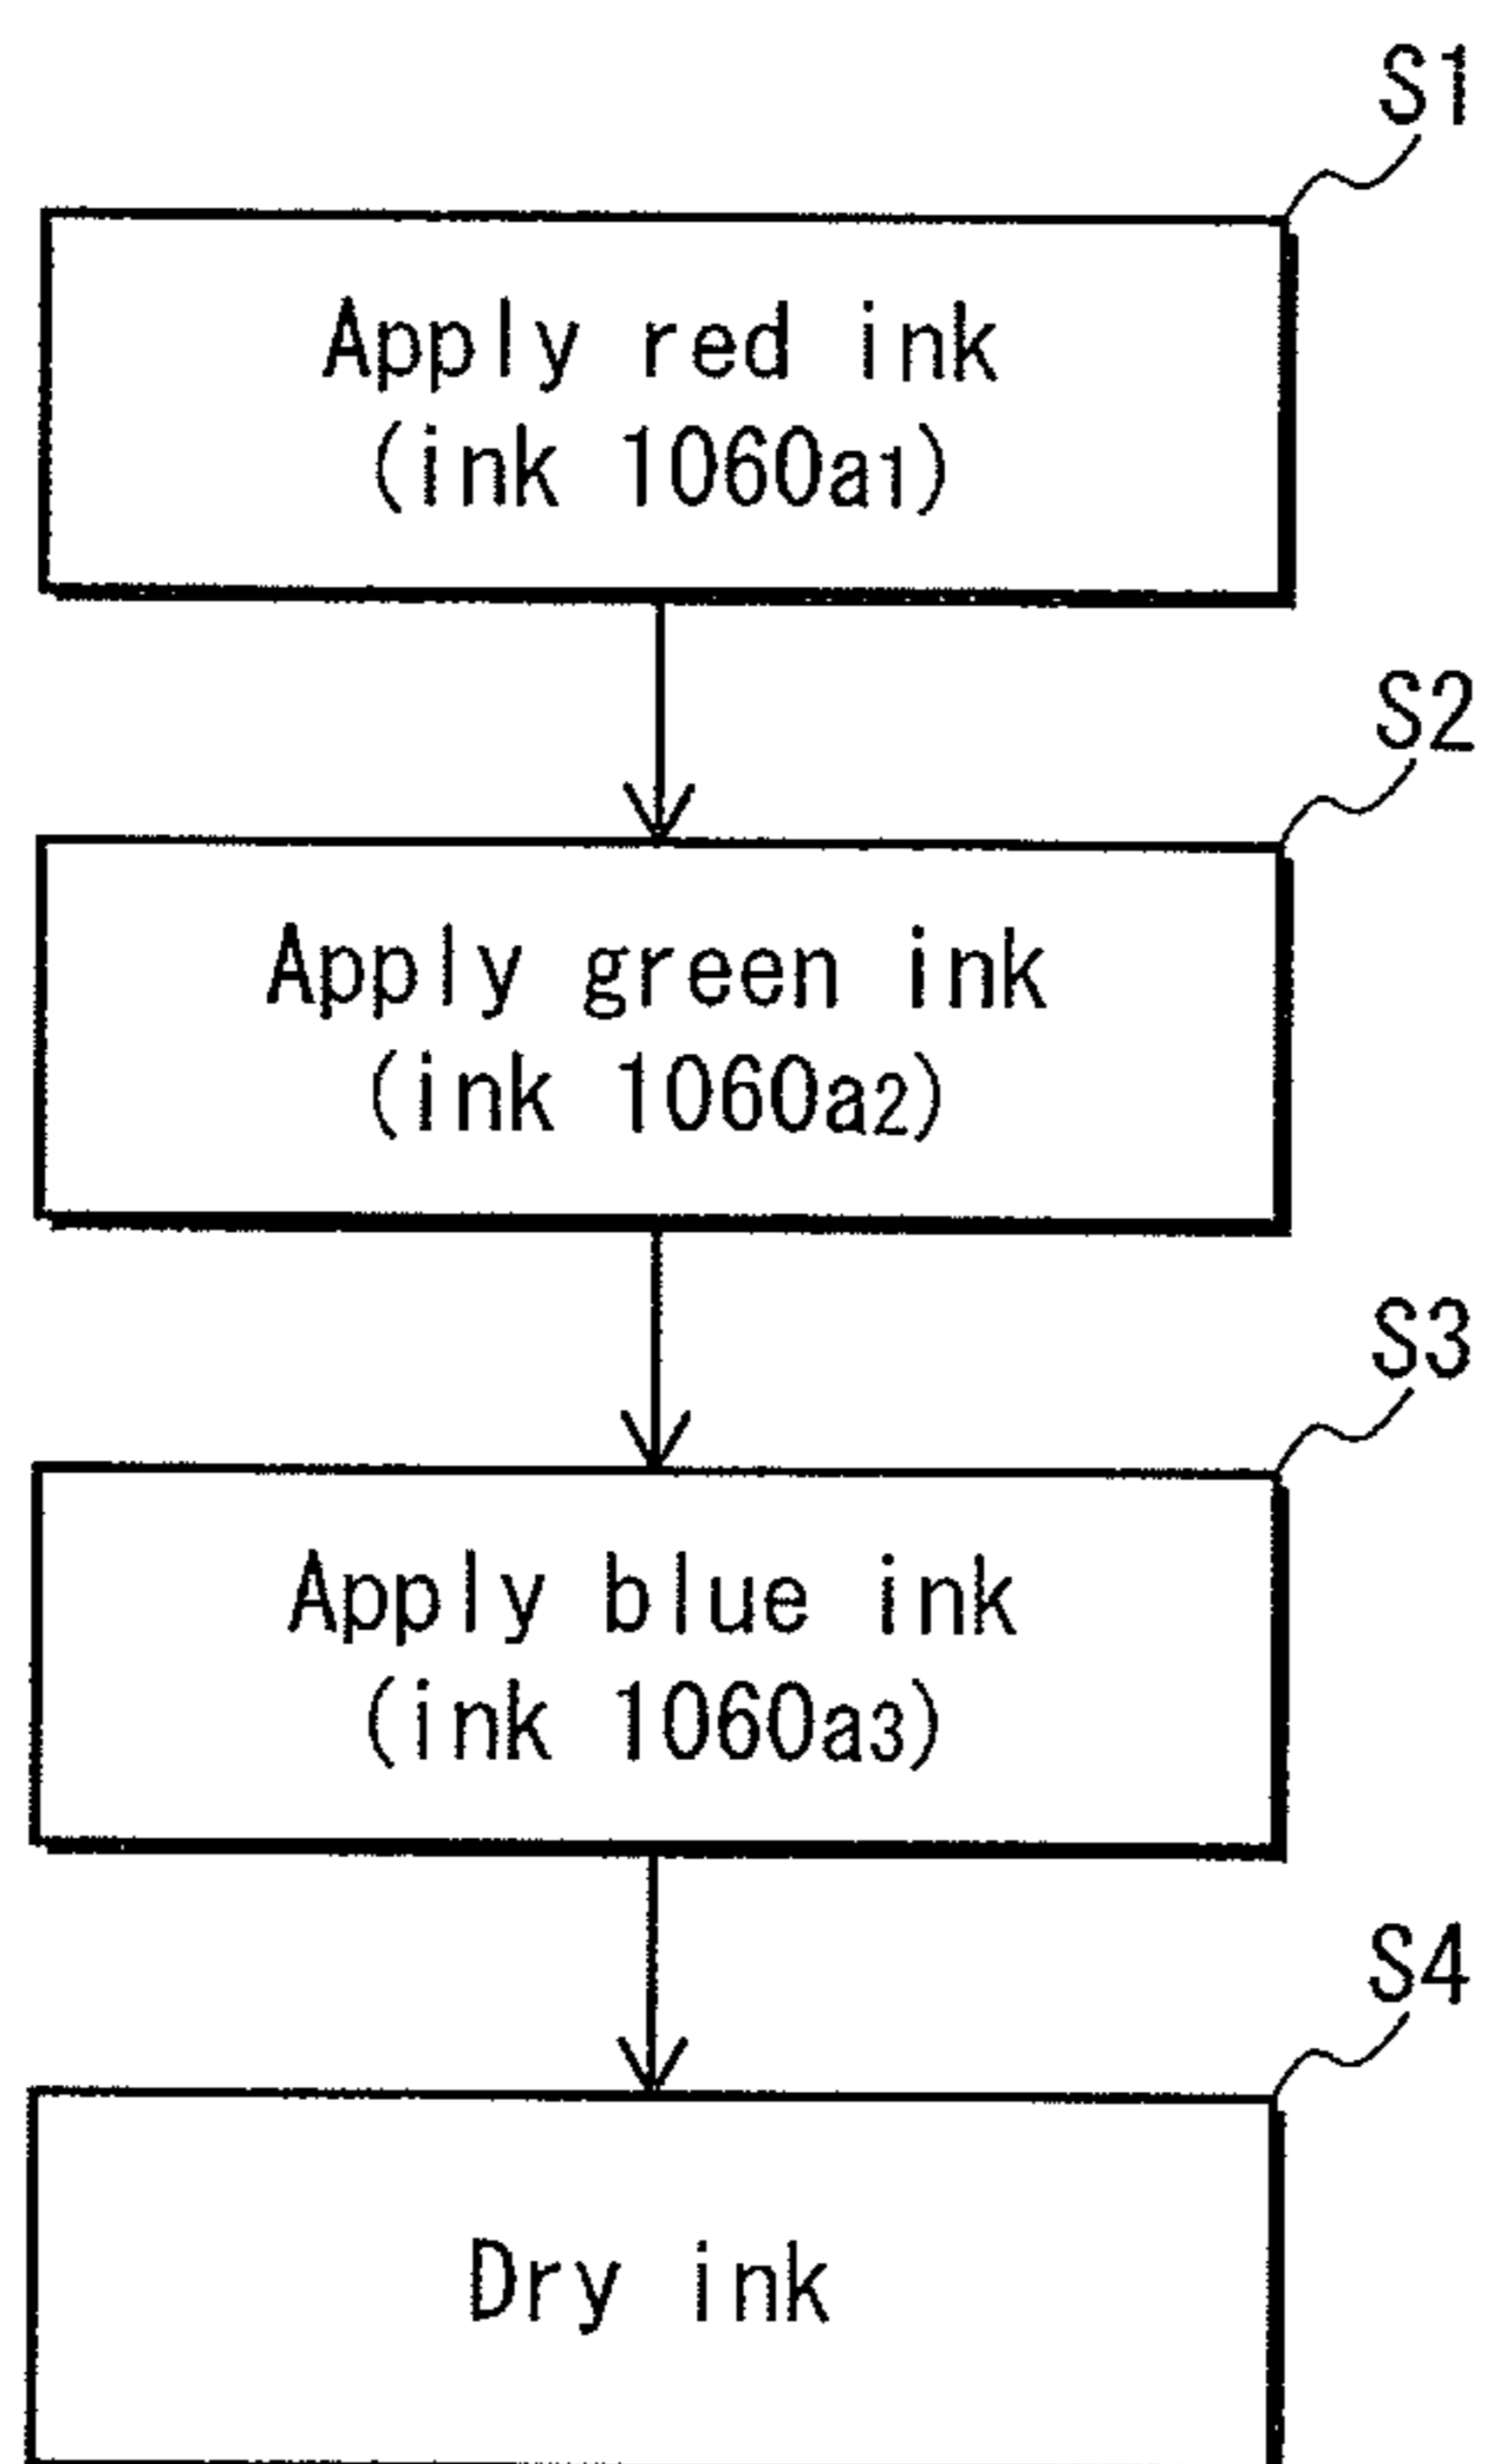 S1
Apply red ink
(ink 1060a1)
S2
Apply green ink
(ink 1060a2)
S3
Apply blue ink
(ink 1060a3)
S4
Dry ink